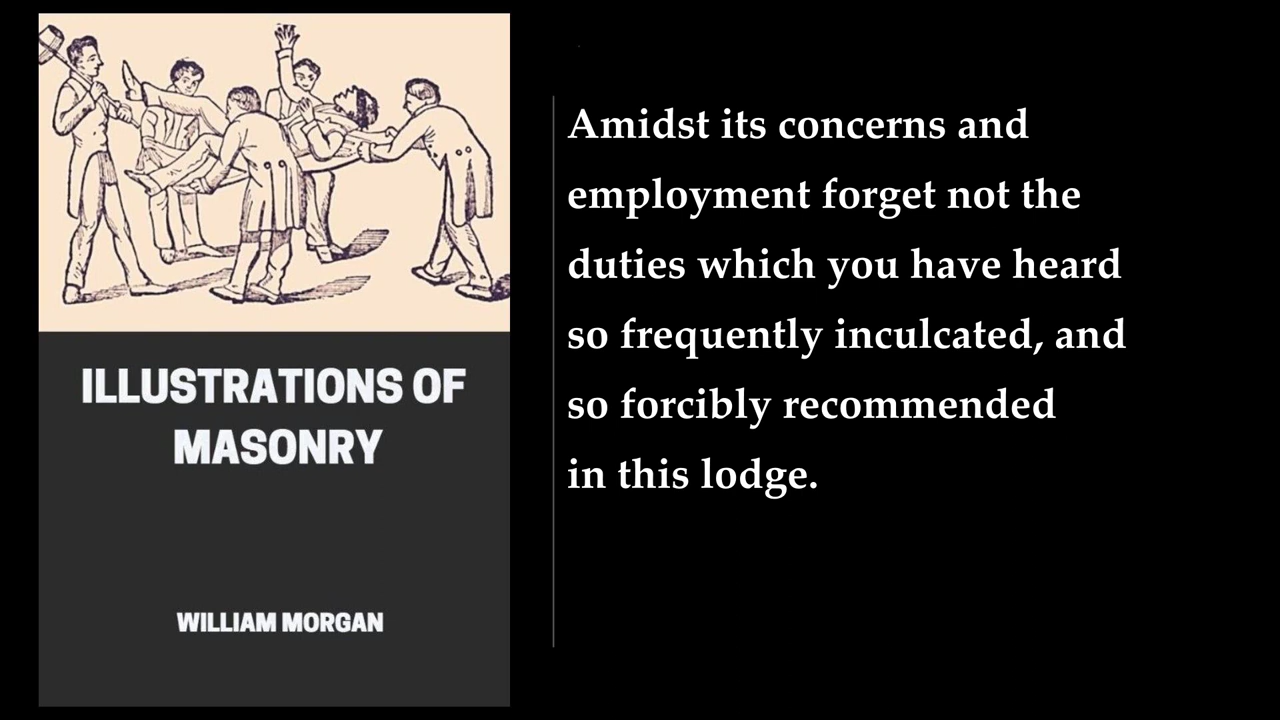 ILLUSTRATIONS OF
MASONRY
WILLIAM MORGAN
Amidst its concerns and
employment forget not the
duties which you have heard
so frequently inculcated, and
so forcibly recommended
in this lodge.